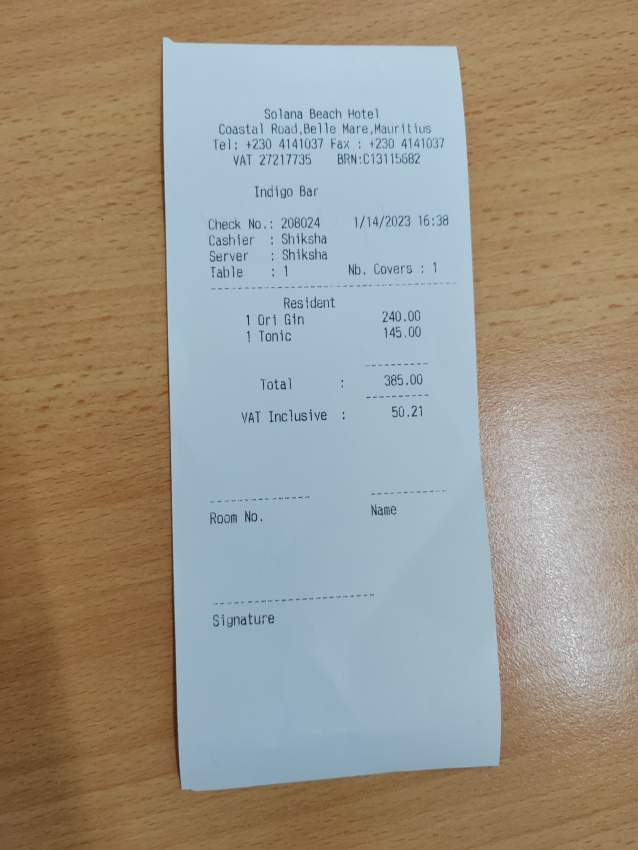 Solana Beach Hotel
Coastal Road,Belle Mare,Mauritius
Tel: +230 4141037 Fax : +230 4141037
VAT 27217735 BRN:C13115682
Indigo Bar
Check No.: 208024 1/14/2023 16:38
Cashier : Shiksha
Server : Shiksha
Table : 1 Nb. Covers : 1
Resident
1 Ori Gin 240.00
1 Tonic 145.00
Total : 385.00
VAT Inclusive : 50.21
Room No. Name
Signature